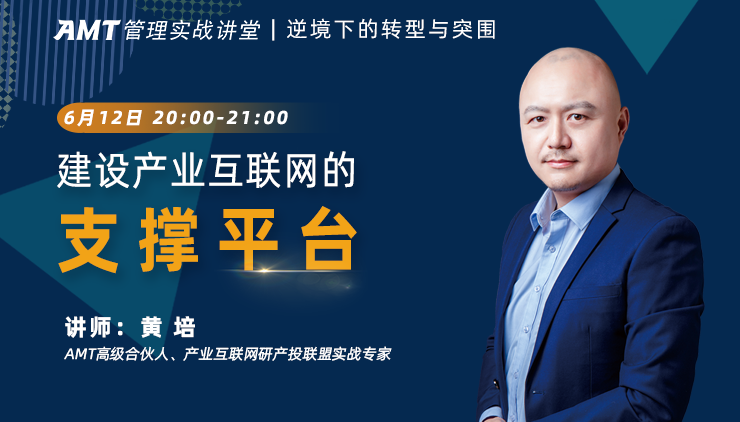 AMT 管理实战讲堂 | 逆境下的转型与突围
6月12日 20:00-21:00
建设产业互联网的
支撑平台
讲师：黄 培
AMT高级合伙人、产业互联网研产投联盟实战专家